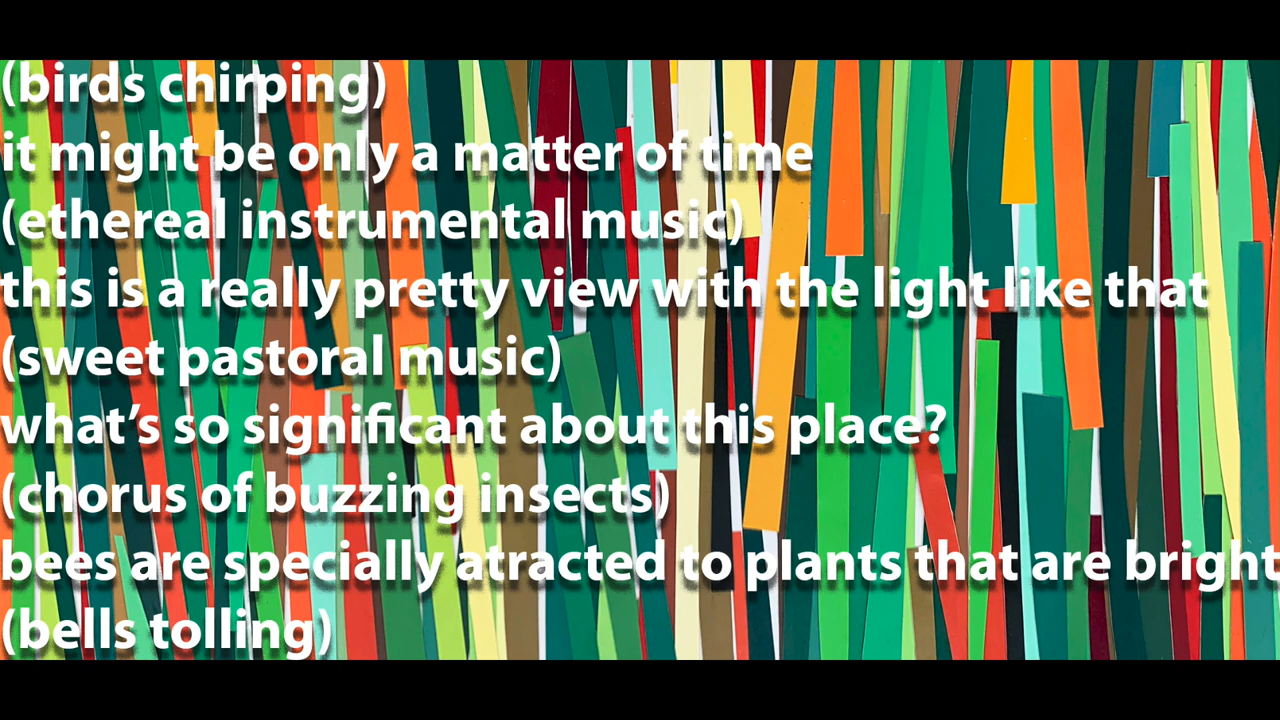 (birds chirping)
it might be only a matter of time
(ethereal instrumental music)
this is a really pretty view with the light like that
(sweet pastoral music)
what’s so significant about this place?
(chorus of buzzing insects)
bees are specially atracted to plants that are bright
(bells tolling)